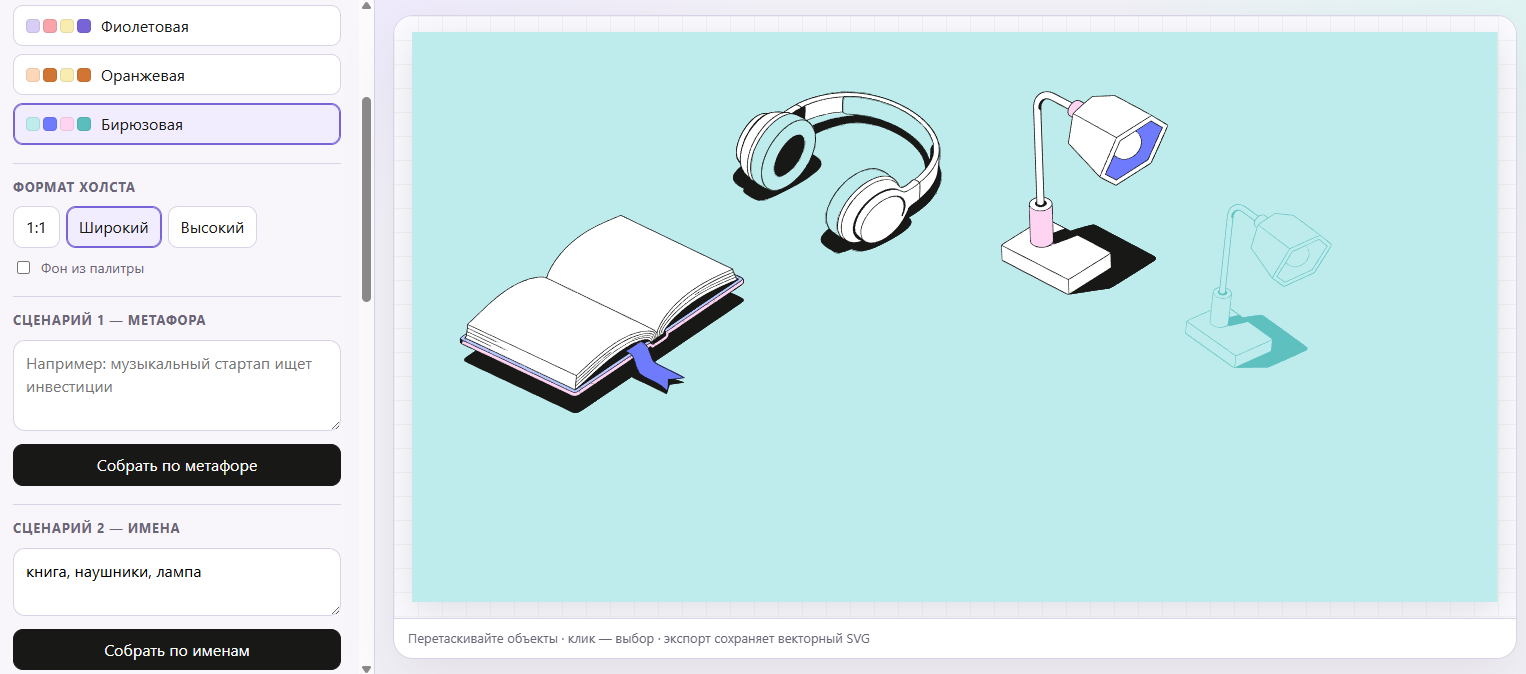 Фиолетовая
Оранжевая
Бирюзовая
ФОРМАТ ХОЛСТА
1:1
Широкий
Высокий
Фон из палитры
СЦЕНАРИЙ 1 — МЕТАФОРА
Например: музыкальный стартап ищет
инвестиции
Собрать по метафоре
СЦЕНАРИЙ 2 — ИМЕНА
книга, наушники, лампа
Собрать по именам
Перетаскивайте объекты · клик — выбор · экспорт сохраняет векторный SVG